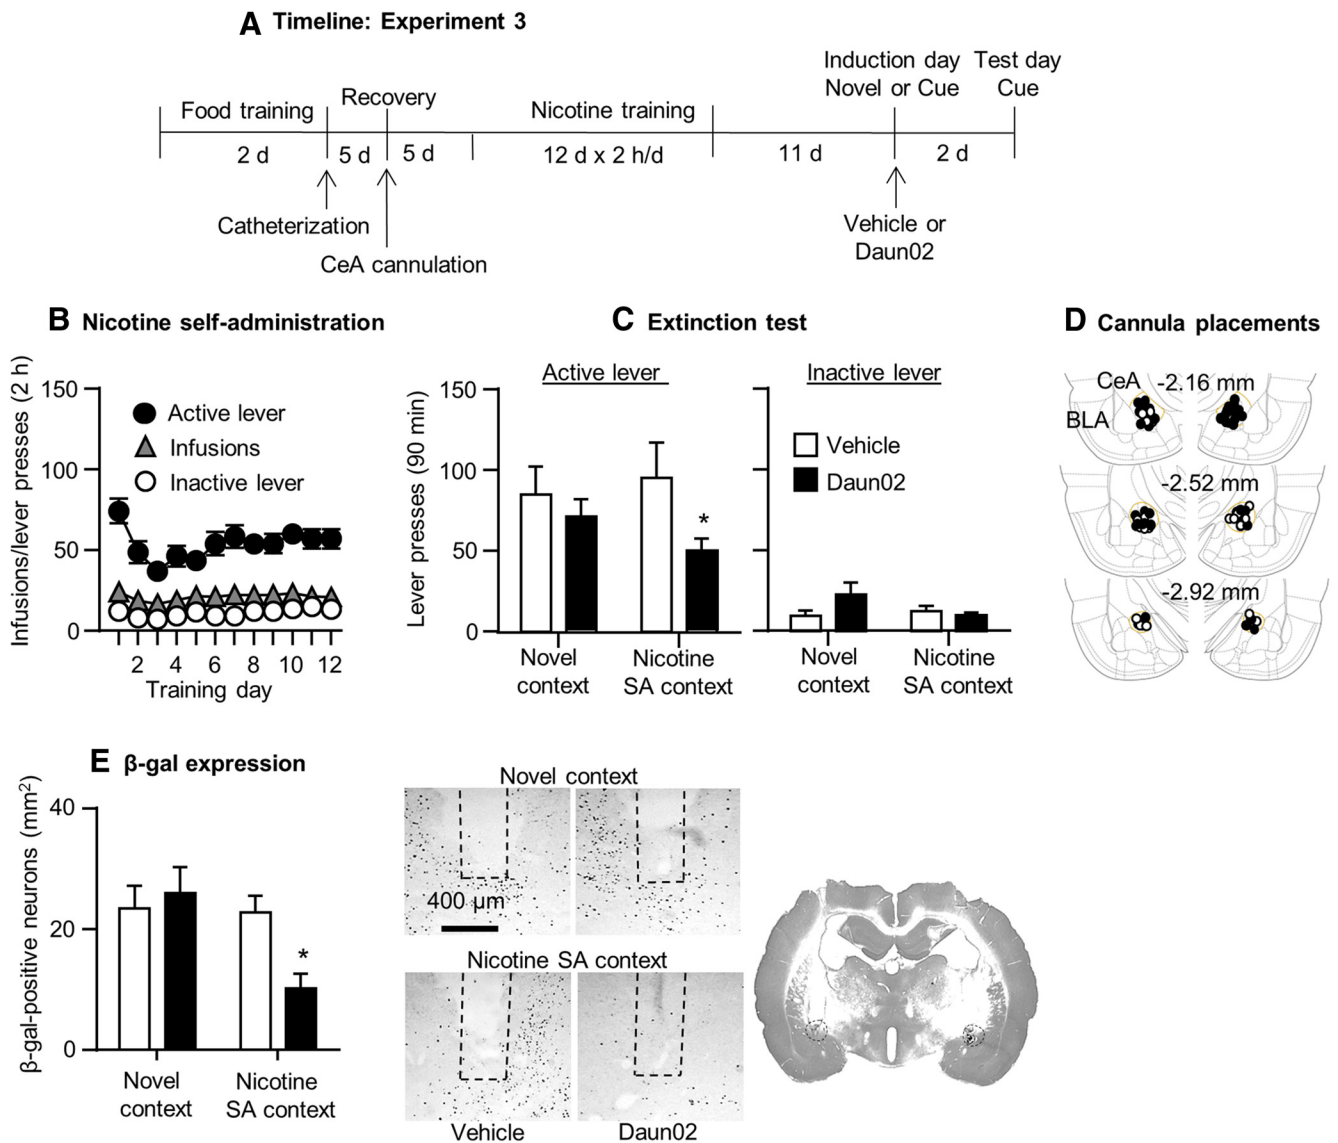 A Timeline: Experiment 3
Induction day
Novel or Cue
Test day
Cue
Food training
Recovery
Nicotine training
2 d
5 d
5 d
12 d x 2 h/d
11 d
2 d
Catheterization
CeA cannulation
Vehicle or
Daun02
B Nicotine self-administration
Infusions/lever presses (2 h)
150
100
50
0
Active lever
Infusions
Inactive lever
2 4 6 8 10 12
Training day
C Extinction test
Active lever
Inactive lever
Lever presses (90 min)
150
100
50
0
*
Vehicle
Daun02
Novel
context
Nicotine
SA context
Novel
context
Nicotine
SA context
D Cannula placements
CeA
BLA
-2.16 mm
-2.52 mm
-2.92 mm
E β-gal expression
β-gal-positive neurons (mm²)
40
20
0
*
Novel
context
Nicotine
SA context
Novel context
400 µm
Nicotine SA context
Vehicle
Daun02